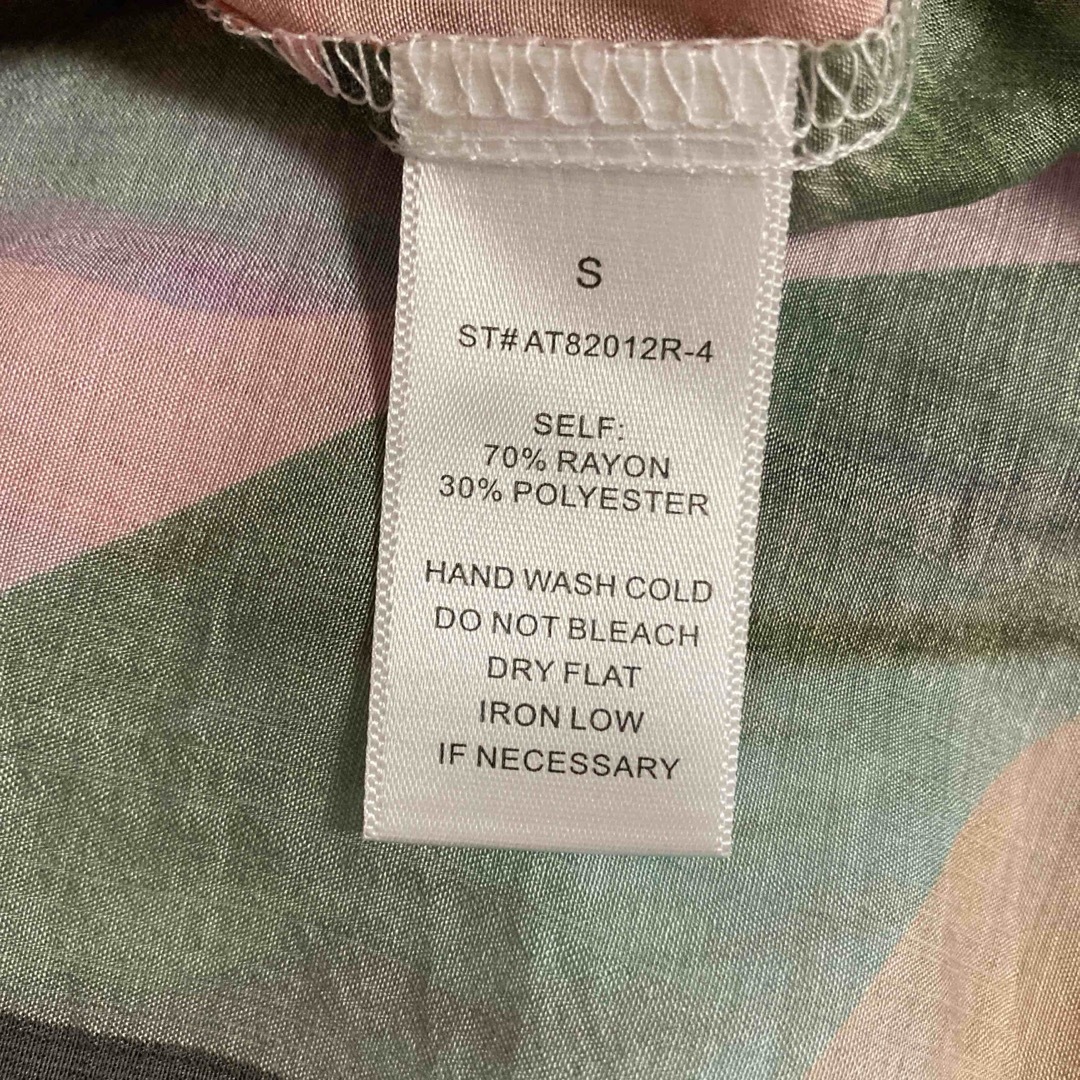 S
ST# AT82012R-4
SELF:
70% RAYON
30% POLYESTER
HAND WASH COLD
DO NOT BLEACH
DRY FLAT
IRON LOW
IF NECESSARY